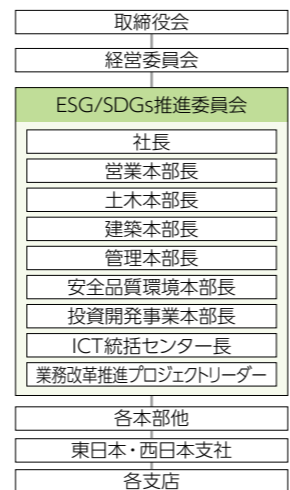 取締役会
経営委員会
ESG/SDGs推進委員会
社長
営業本部長
土木本部長
建築本部長
管理本部長
安全品質環境本部長
投資開発事業本部長
ICT統括センター長
業務改革推進プロジェクトリーダー
各本部他
東日本・西日本支社
各支店